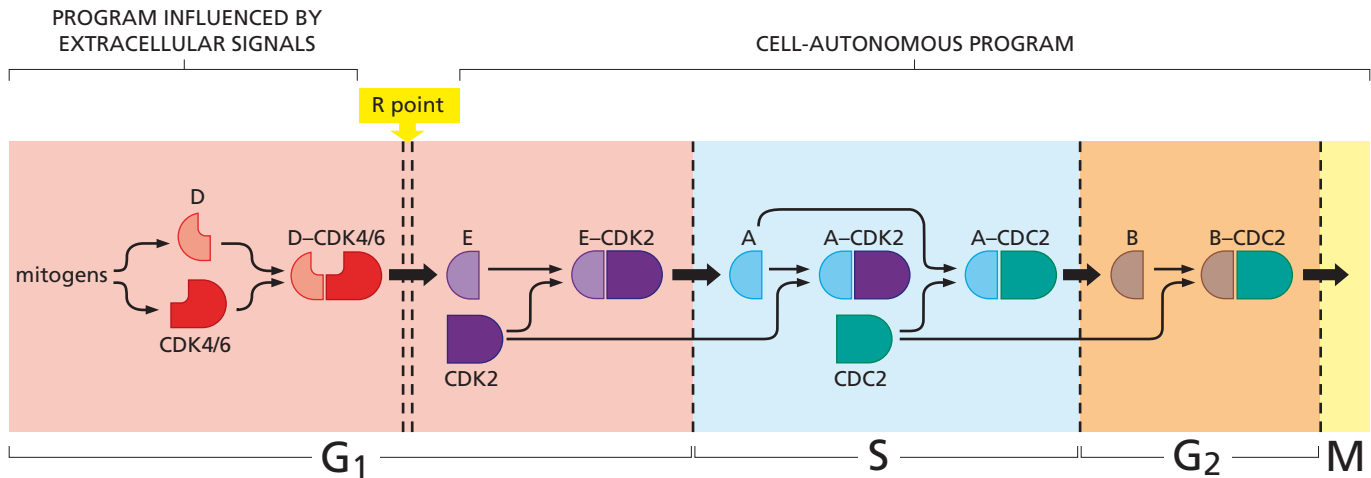 PROGRAM INFLUENCED BY
EXTRACELLULAR SIGNALS
CELL-AUTONOMOUS PROGRAM
R point
D
D–CDK4/6
E
E–CDK2
A
A–CDK2
A–CDC2
B
B–CDC2
mitogens
CDK4/6
CDK2
CDC2
G1
S
G2
M